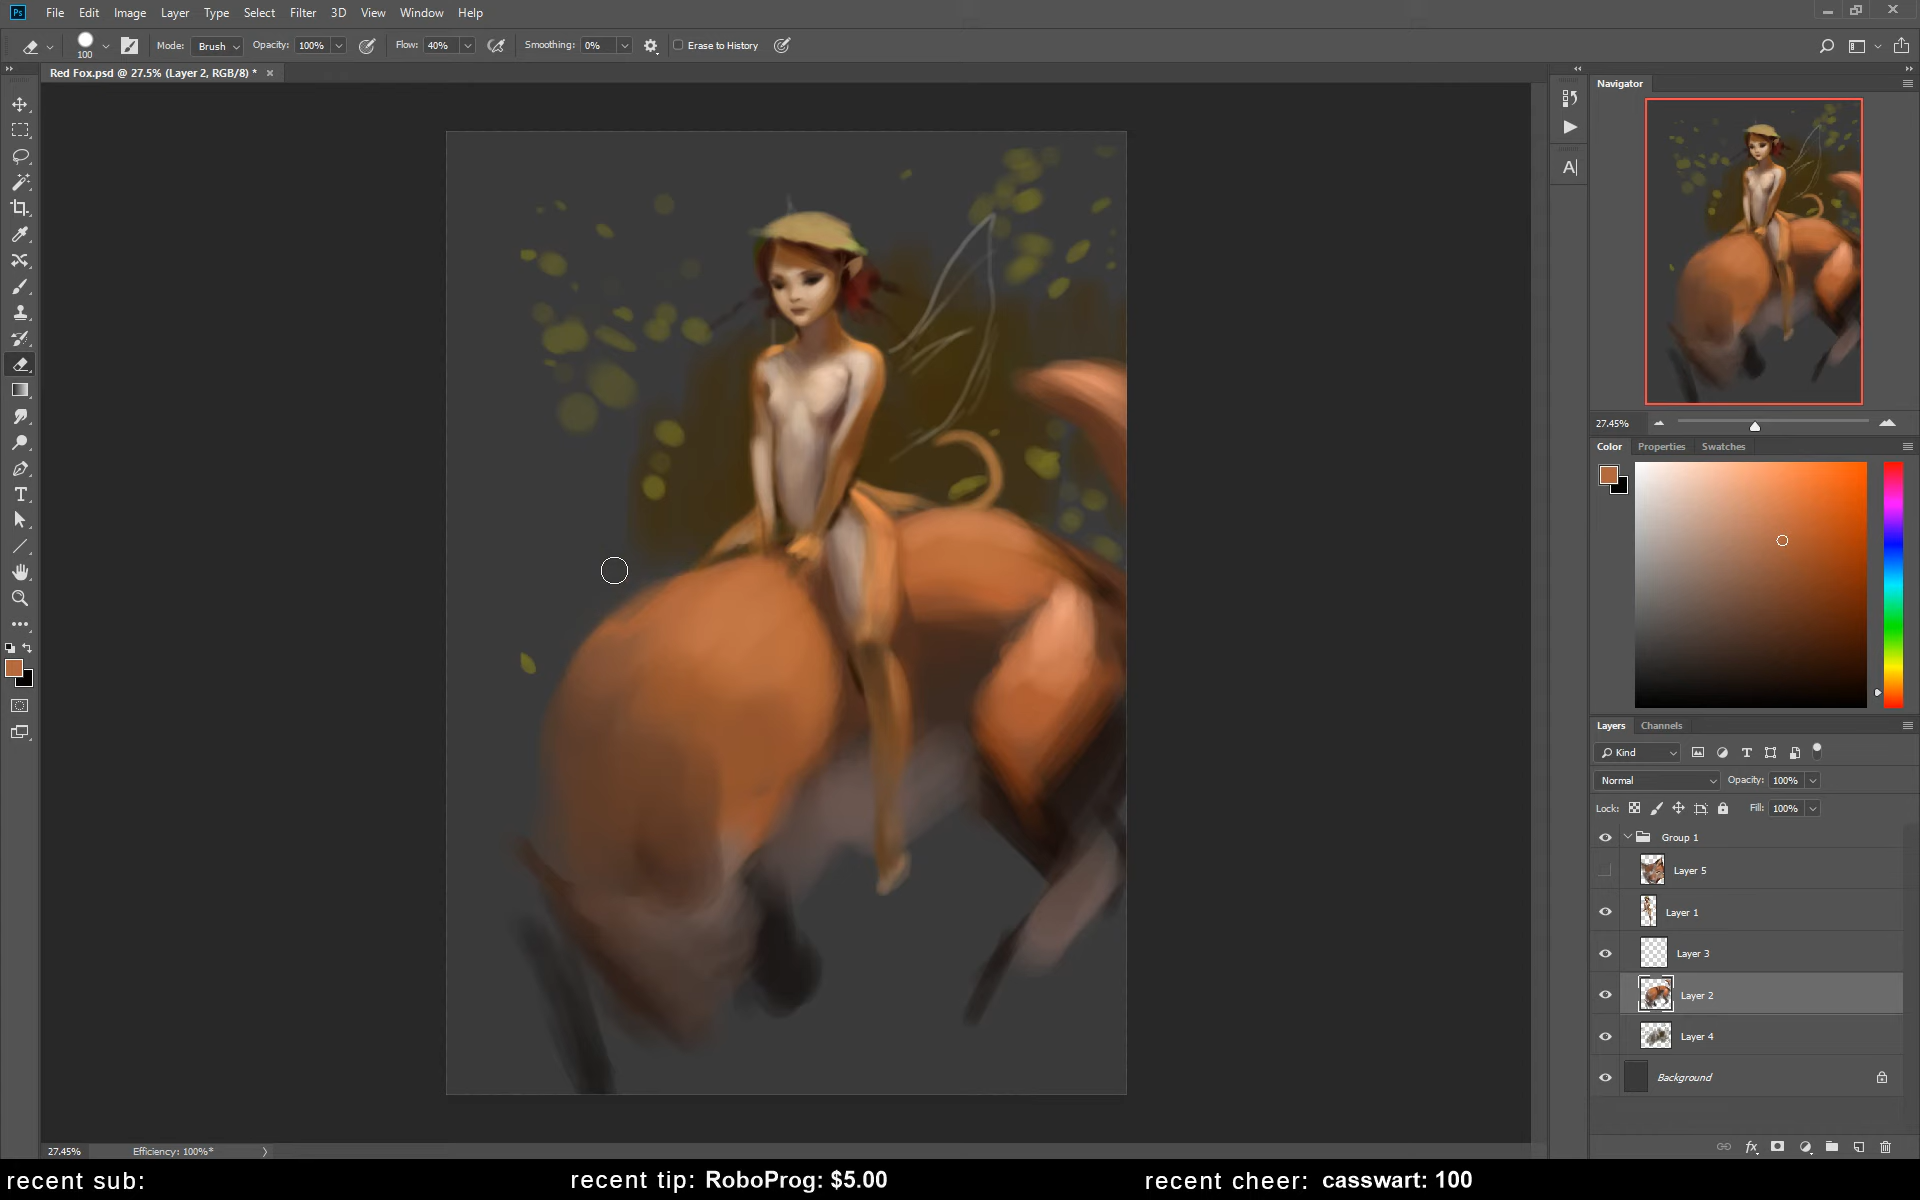 Ps File Edit Image Layer Type Select Filter 3D View Window Help
100 Mode: Brush Opacity: 100% Flow: 40% Smoothing: 0% Erase to History
Red Fox.psd @ 27.5% (Layer 2, RGB/8) *
Navigator
27.45%
Color Properties Swatches
Layers Channels
Kind
Normal Opacity: 100%
Lock: Fill: 100%
Group 1
Layer 5
Layer 1
Layer 3
Layer 2
Layer 4
Background
fx
27.45% Efficiency: 100%*
recent sub: recent tip: RoboProg: $5.00 recent cheer: casswart: 100